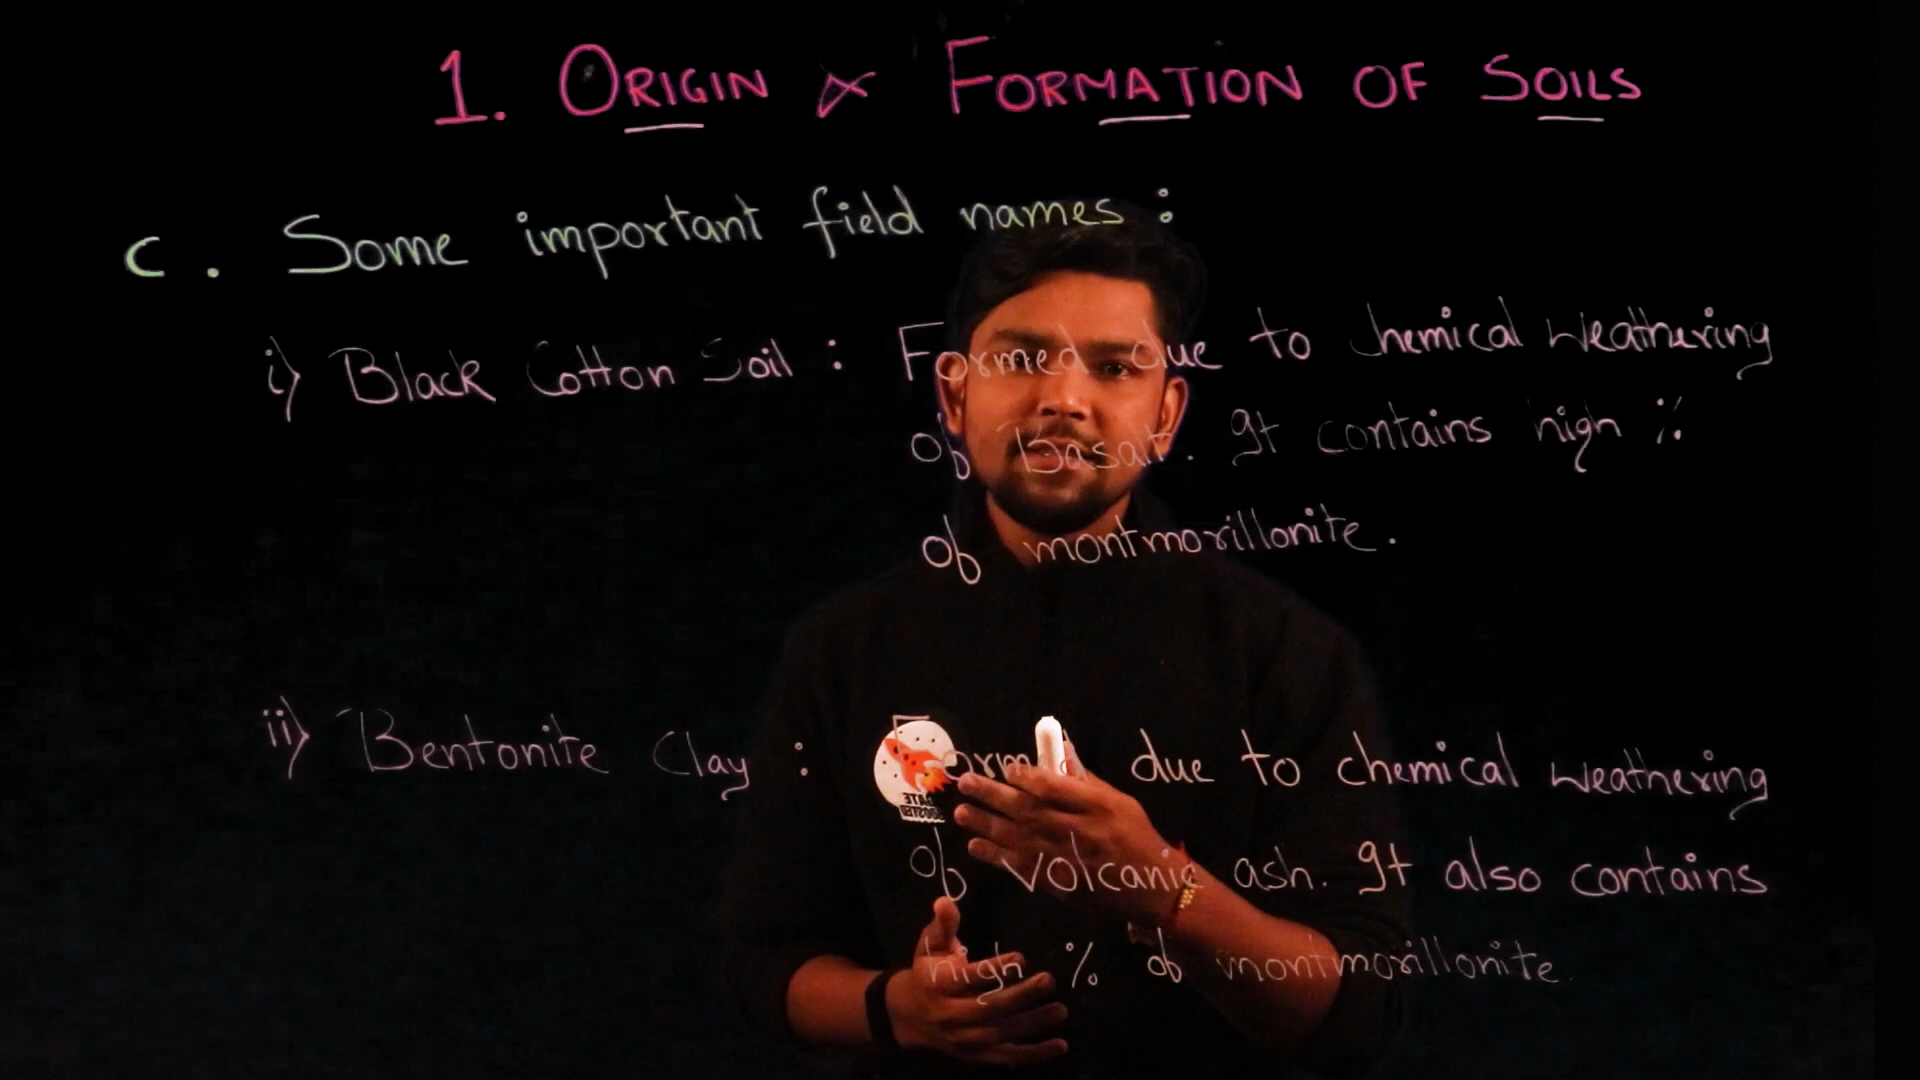 1. ORIGIN & FORMATION OF SOILS
C. Some important field names :
i) Black Cotton Soil : Formed due to chemical weathering
of Basalt. It contains high %
of montmorillonite.
ii) Bentonite Clay : Formed due to chemical weathering
of volcanic ash. It also contains
high % of montmorillonite.